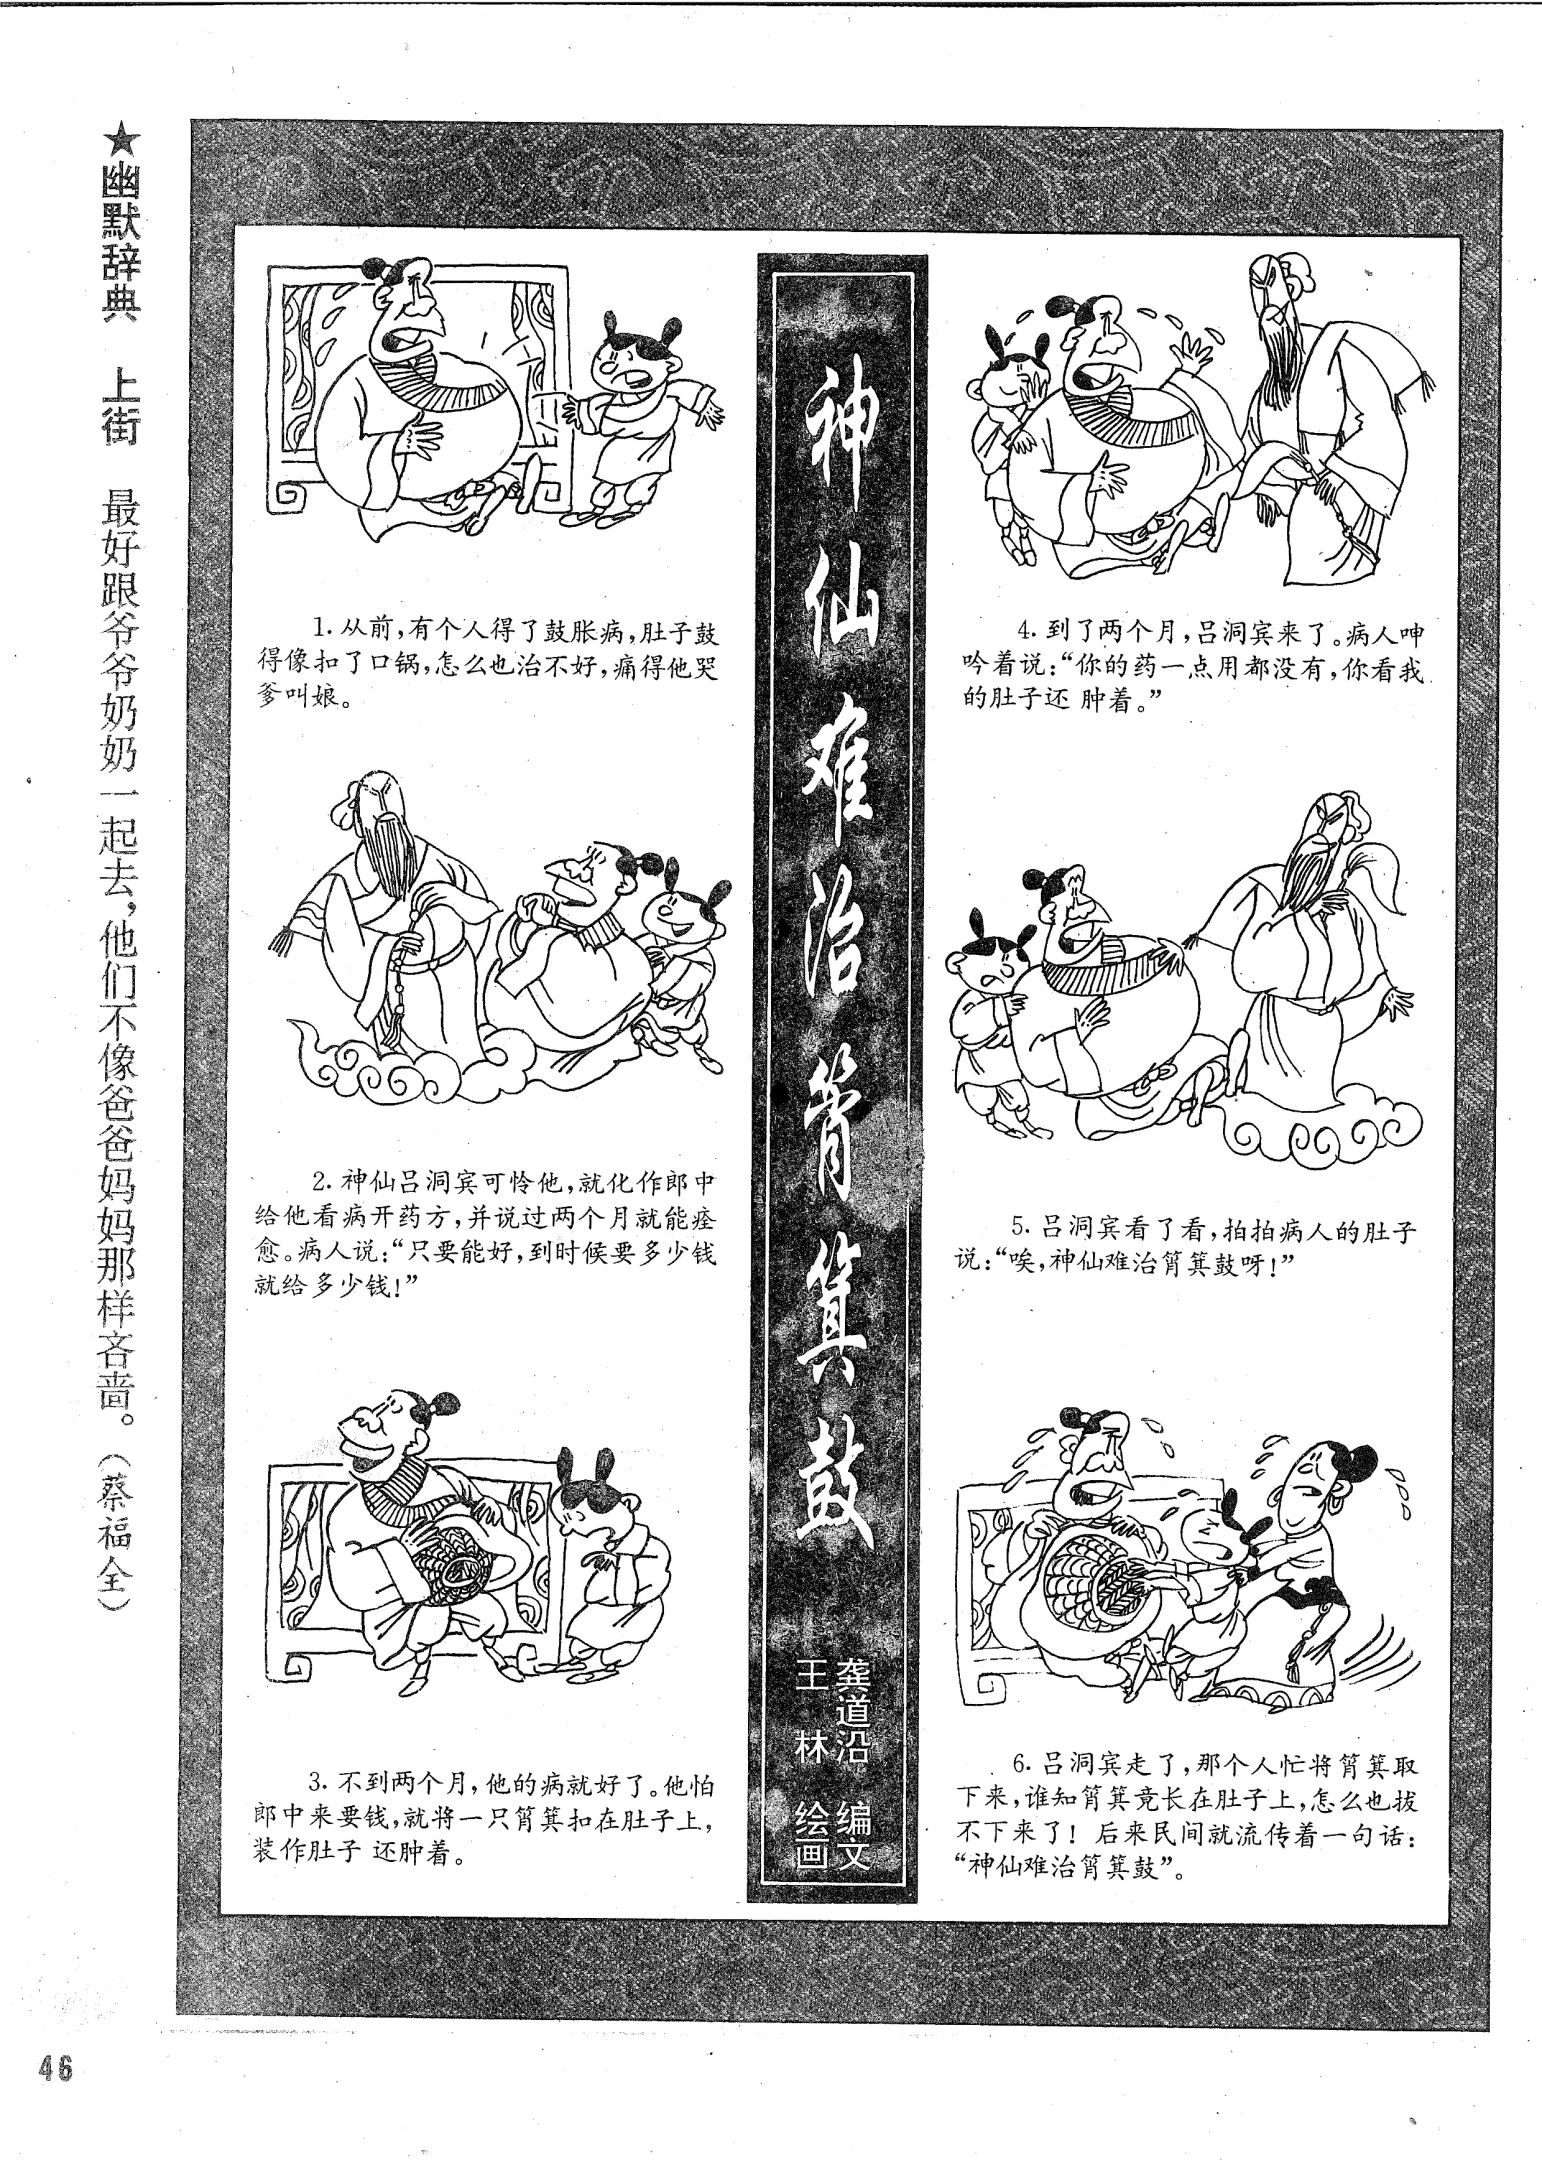 ★幽默辞典　上街　最好跟爷爷奶奶一起去，他们不像爸爸妈妈那样吝啬。（蔡福全）
神仙难治筲箕鼓
龚道沿　编文
王　林　绘画
1. 从前，有个人得了鼓胀病，肚子鼓
得像扣了口锅，怎么也治不好，痛得他哭
爹叫娘。
2. 神仙吕洞宾可怜他，就化作郎中
给他看病开药方，并说过两个月就能痊
愈。病人说：“只要能好，到时候要多少钱
就给多少钱！”
3. 不到两个月，他的病就好了。他怕
郎中来要钱，就将一只筲箕扣在肚子上，
装作肚子 还肿着。
4. 到了两个月，吕洞宾来了。病人呻
吟着说：“你的药一点用都没有，你看我
的肚子还 肿着。”
5. 吕洞宾看了看，拍拍病人的肚子
说：“唉，神仙难治筲箕鼓呀！”
6. 吕洞宾走了，那个人忙将筲箕取
下来，谁知筲箕竟长在肚子上，怎么也拔
不下来了！ 后来民间就流传着一句话：
“神仙难治筲箕鼓”。
46